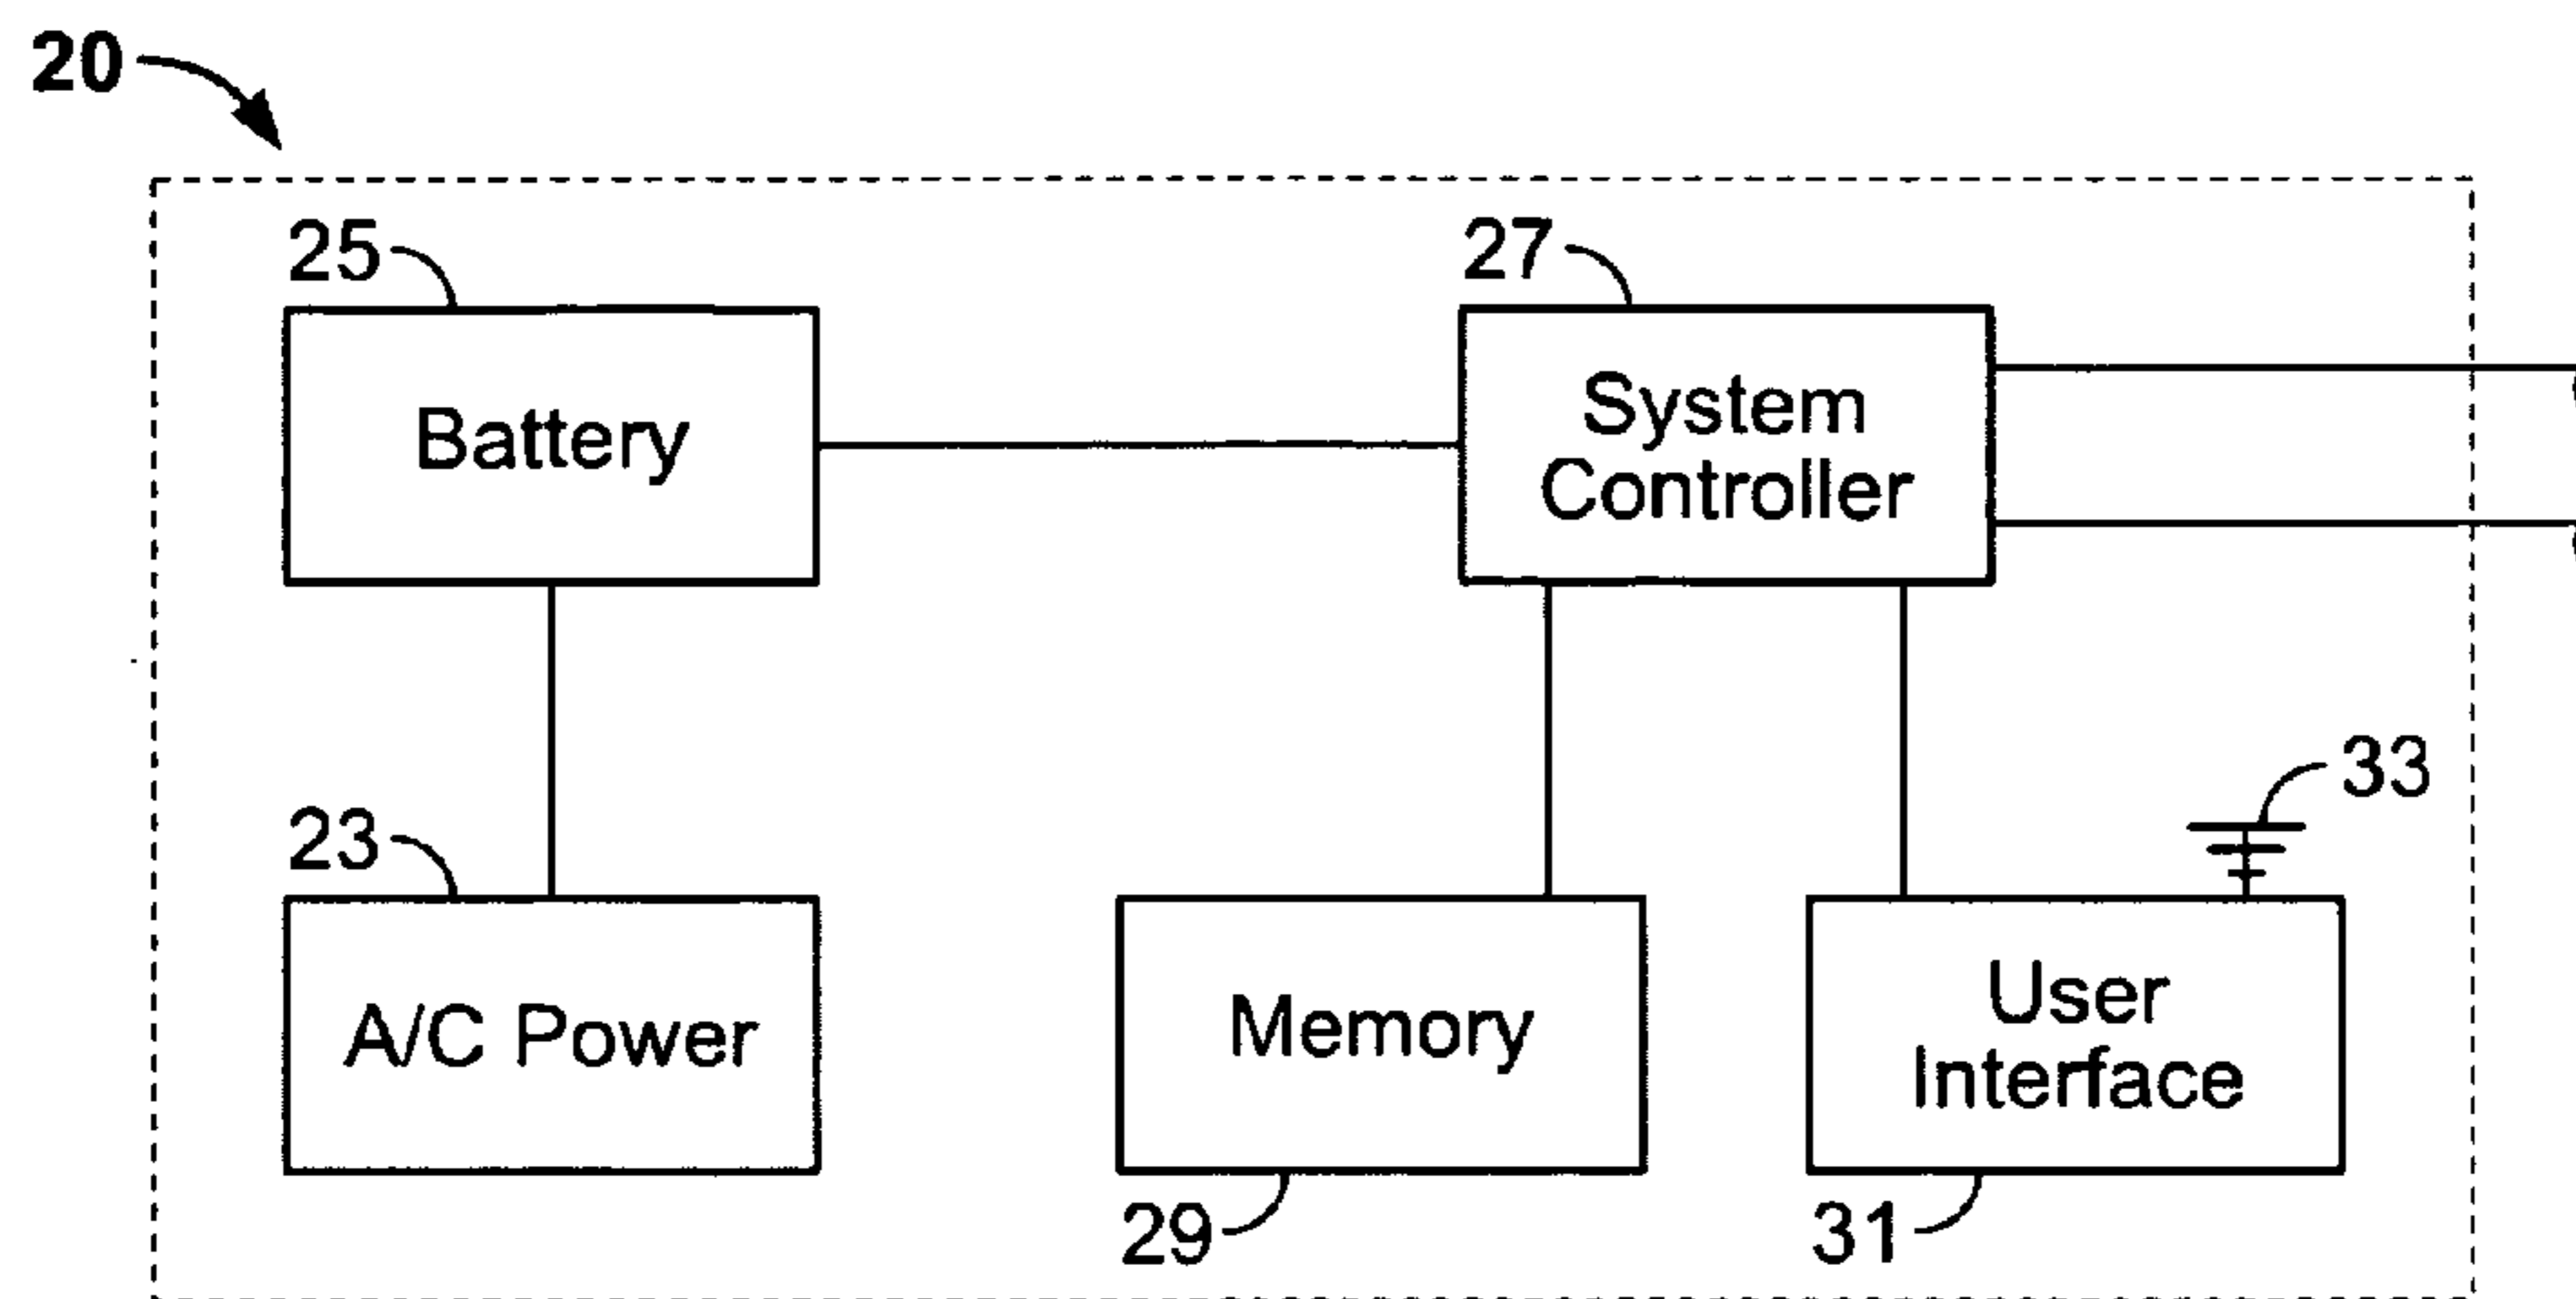 20
25
27
Battery
System
Controller
33
23
A/C Power
Memory
User
Interface
29
31